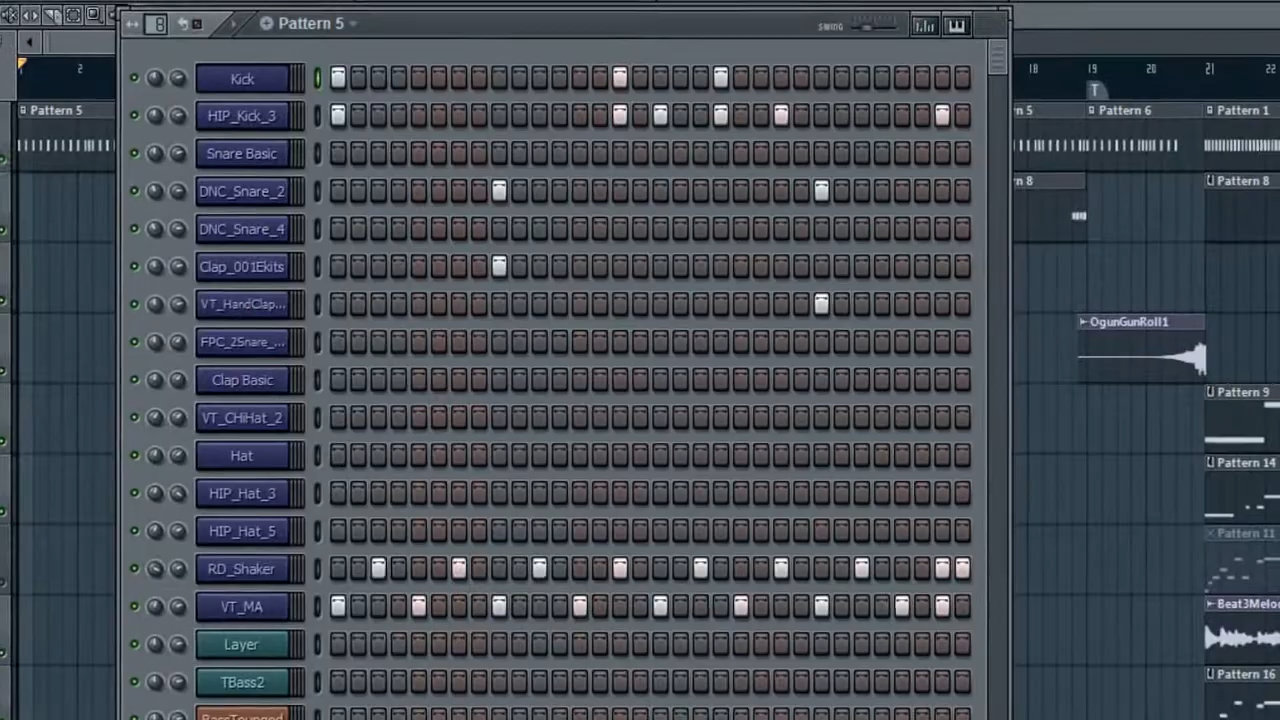 Pattern 5
SWING
2
18
19
20
21
22
T
Pattern 5
n 5
Pattern 6
Pattern 1
n 8
Pattern 8
Kick
HIP_Kick_3
Snare Basic
DNC_Snare_2
DNC_Snare_4
Clap_001Ekits
VT_HandClap...
FPC_2Snare_...
Clap Basic
VT_CHiHat_2
Hat
HIP_Hat_3
HIP_Hat_5
RD_Shaker
VT_MA
Layer
TBass2
BassTounged
OgunGunRoll1
Pattern 9
Pattern 14
Pattern 11
Beat3Melo
Pattern 16